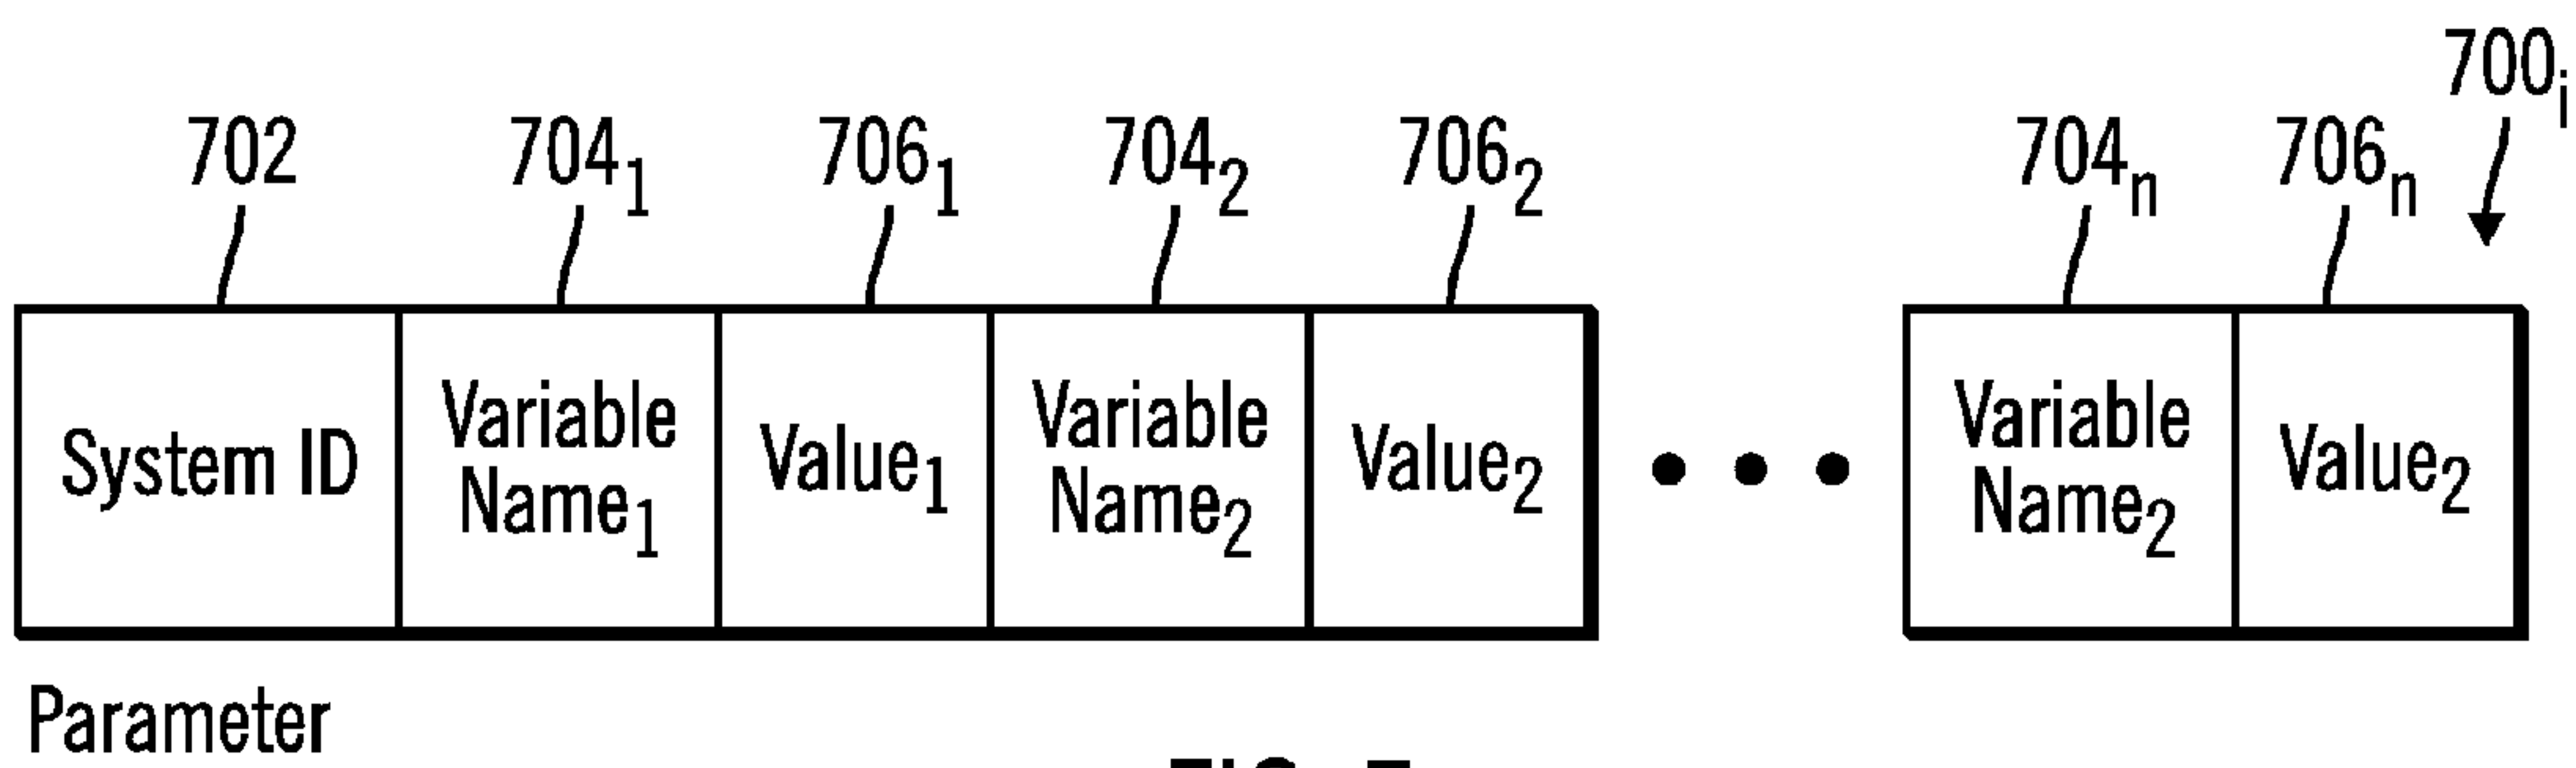 700i
702 704₁ 706₁ 704₂ 706₂ 704n 706n
System ID
Variable Name₁
Value₁
Variable Name₂
Value₂
Variable Name₂
Value₂
Parameter